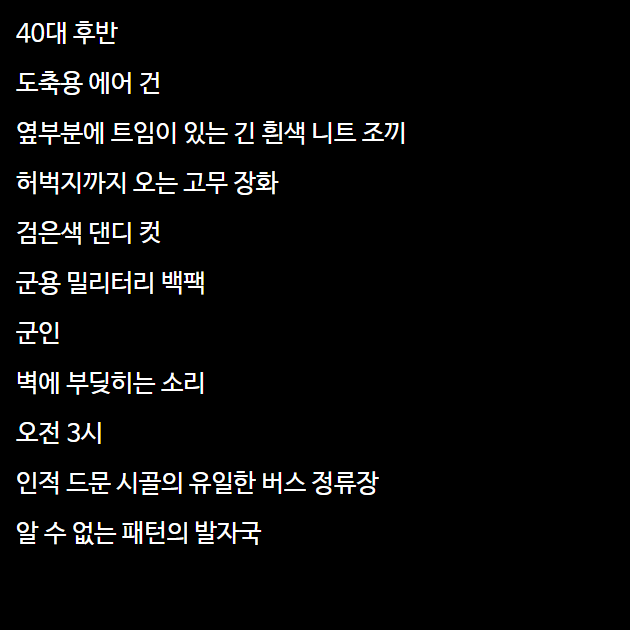 40대 후반
도축용 에어 건
옆부분에 트임이 있는 긴 흰색 니트 조끼
허벅지까지 오는 고무 장화
검은색 댄디 컷
군용 밀리터리 백팩
군인
벽에 부딪히는 소리
오전 3시
인적 드문 시골의 유일한 버스 정류장
알 수 없는 패턴의 발자국